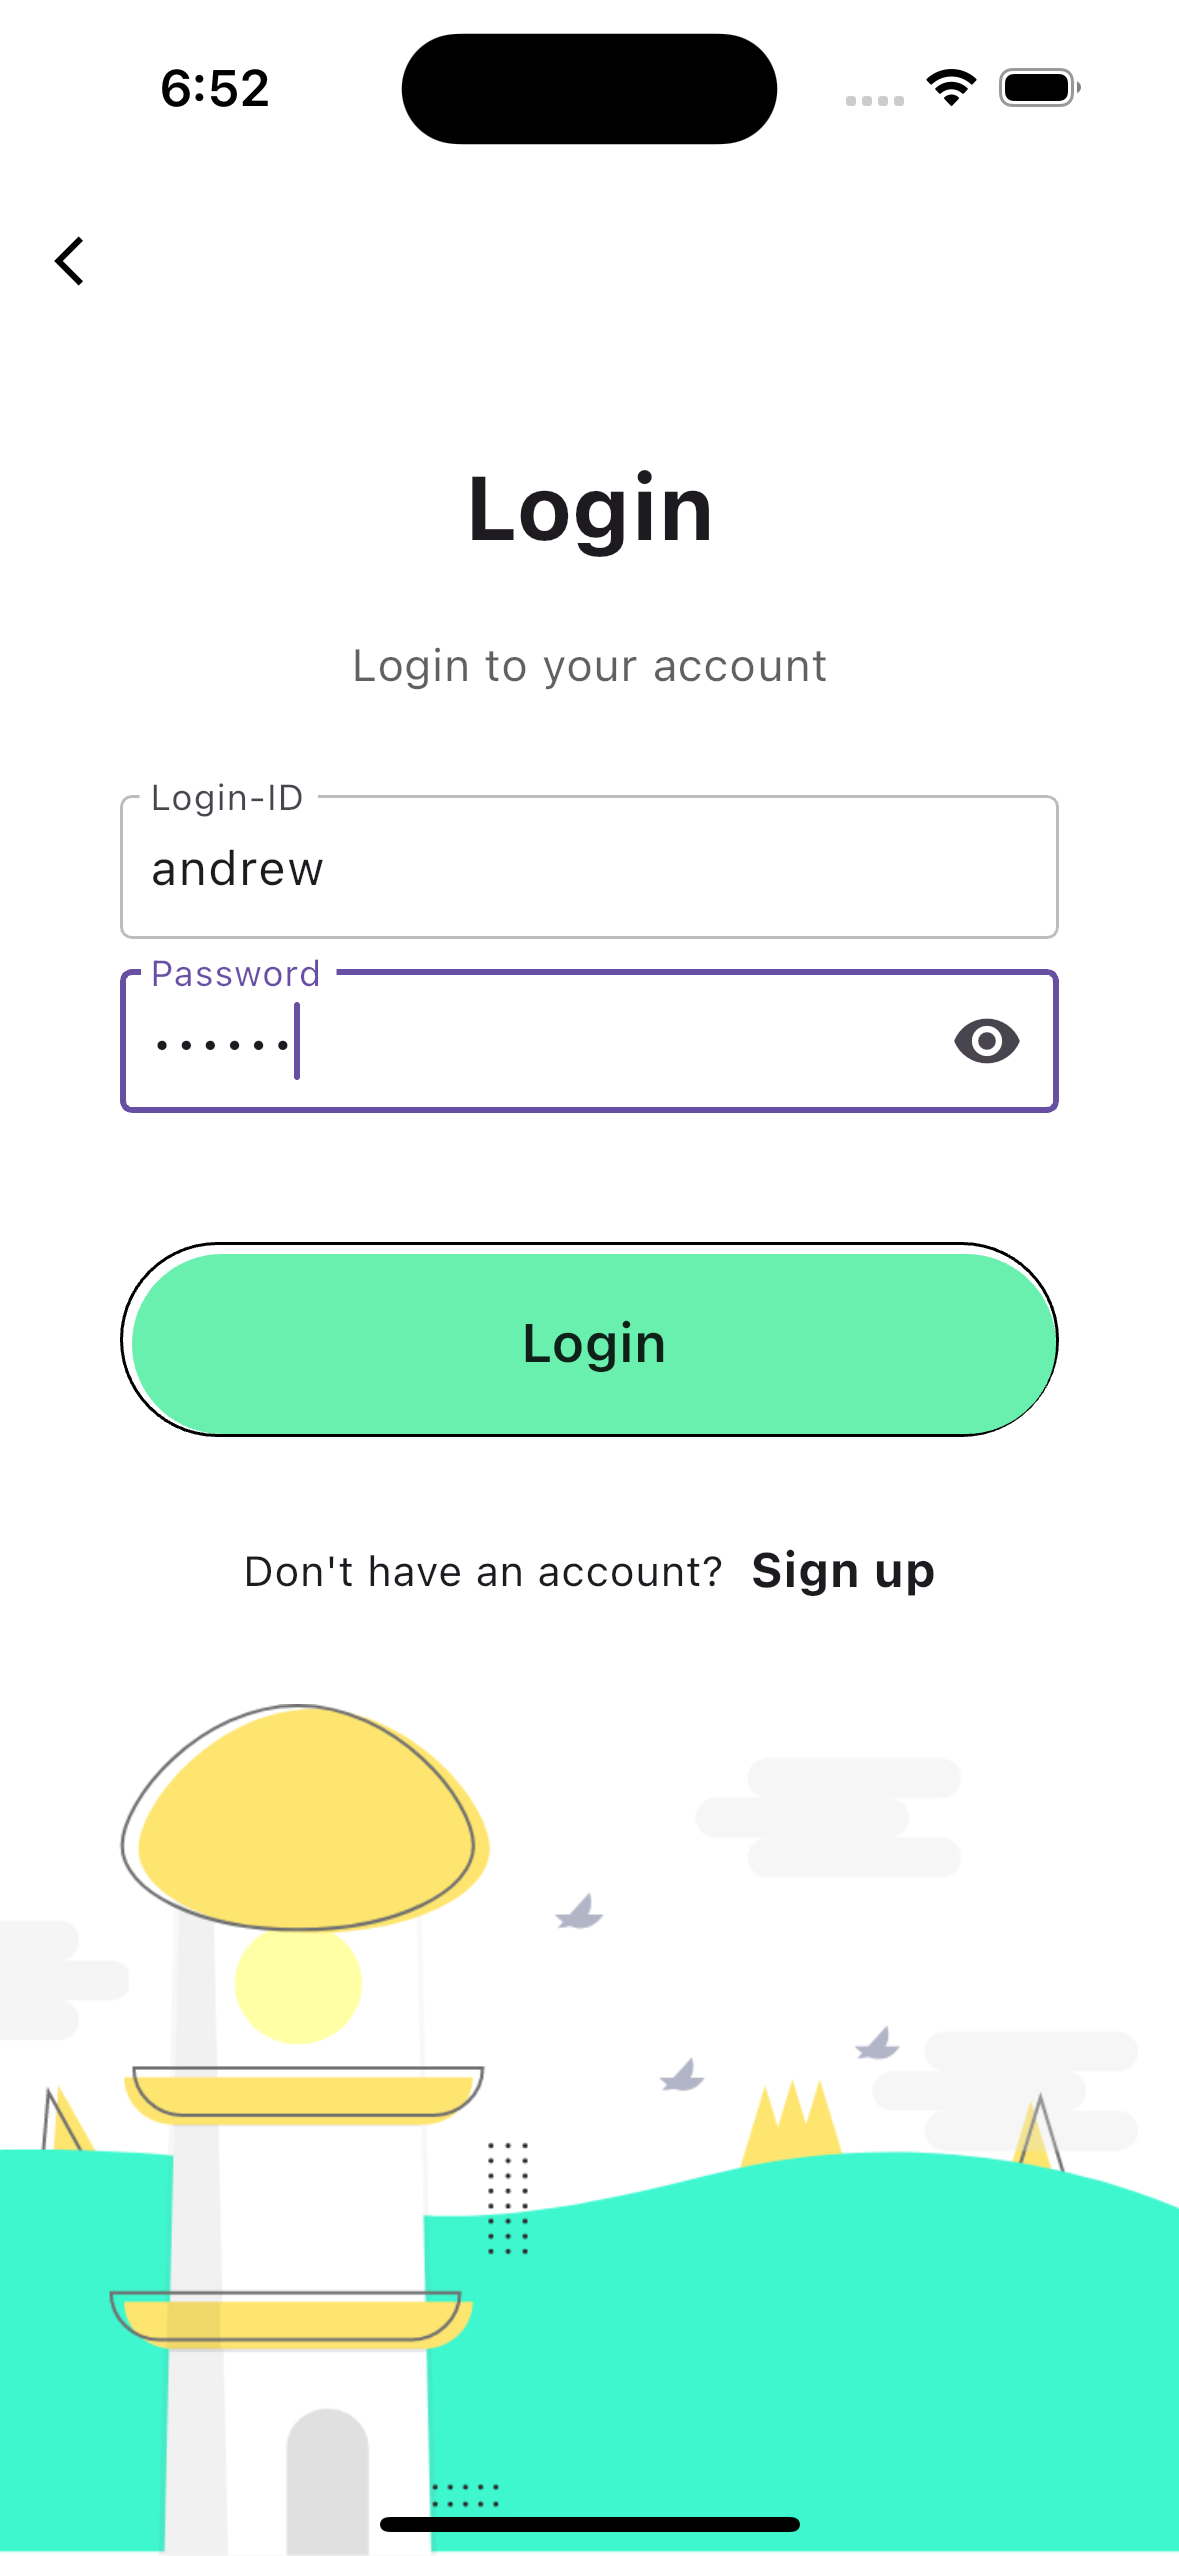 6:52
Login
Login to your account
Login-ID
andrew
Password
••••••
Login
Don't have an account? Sign up